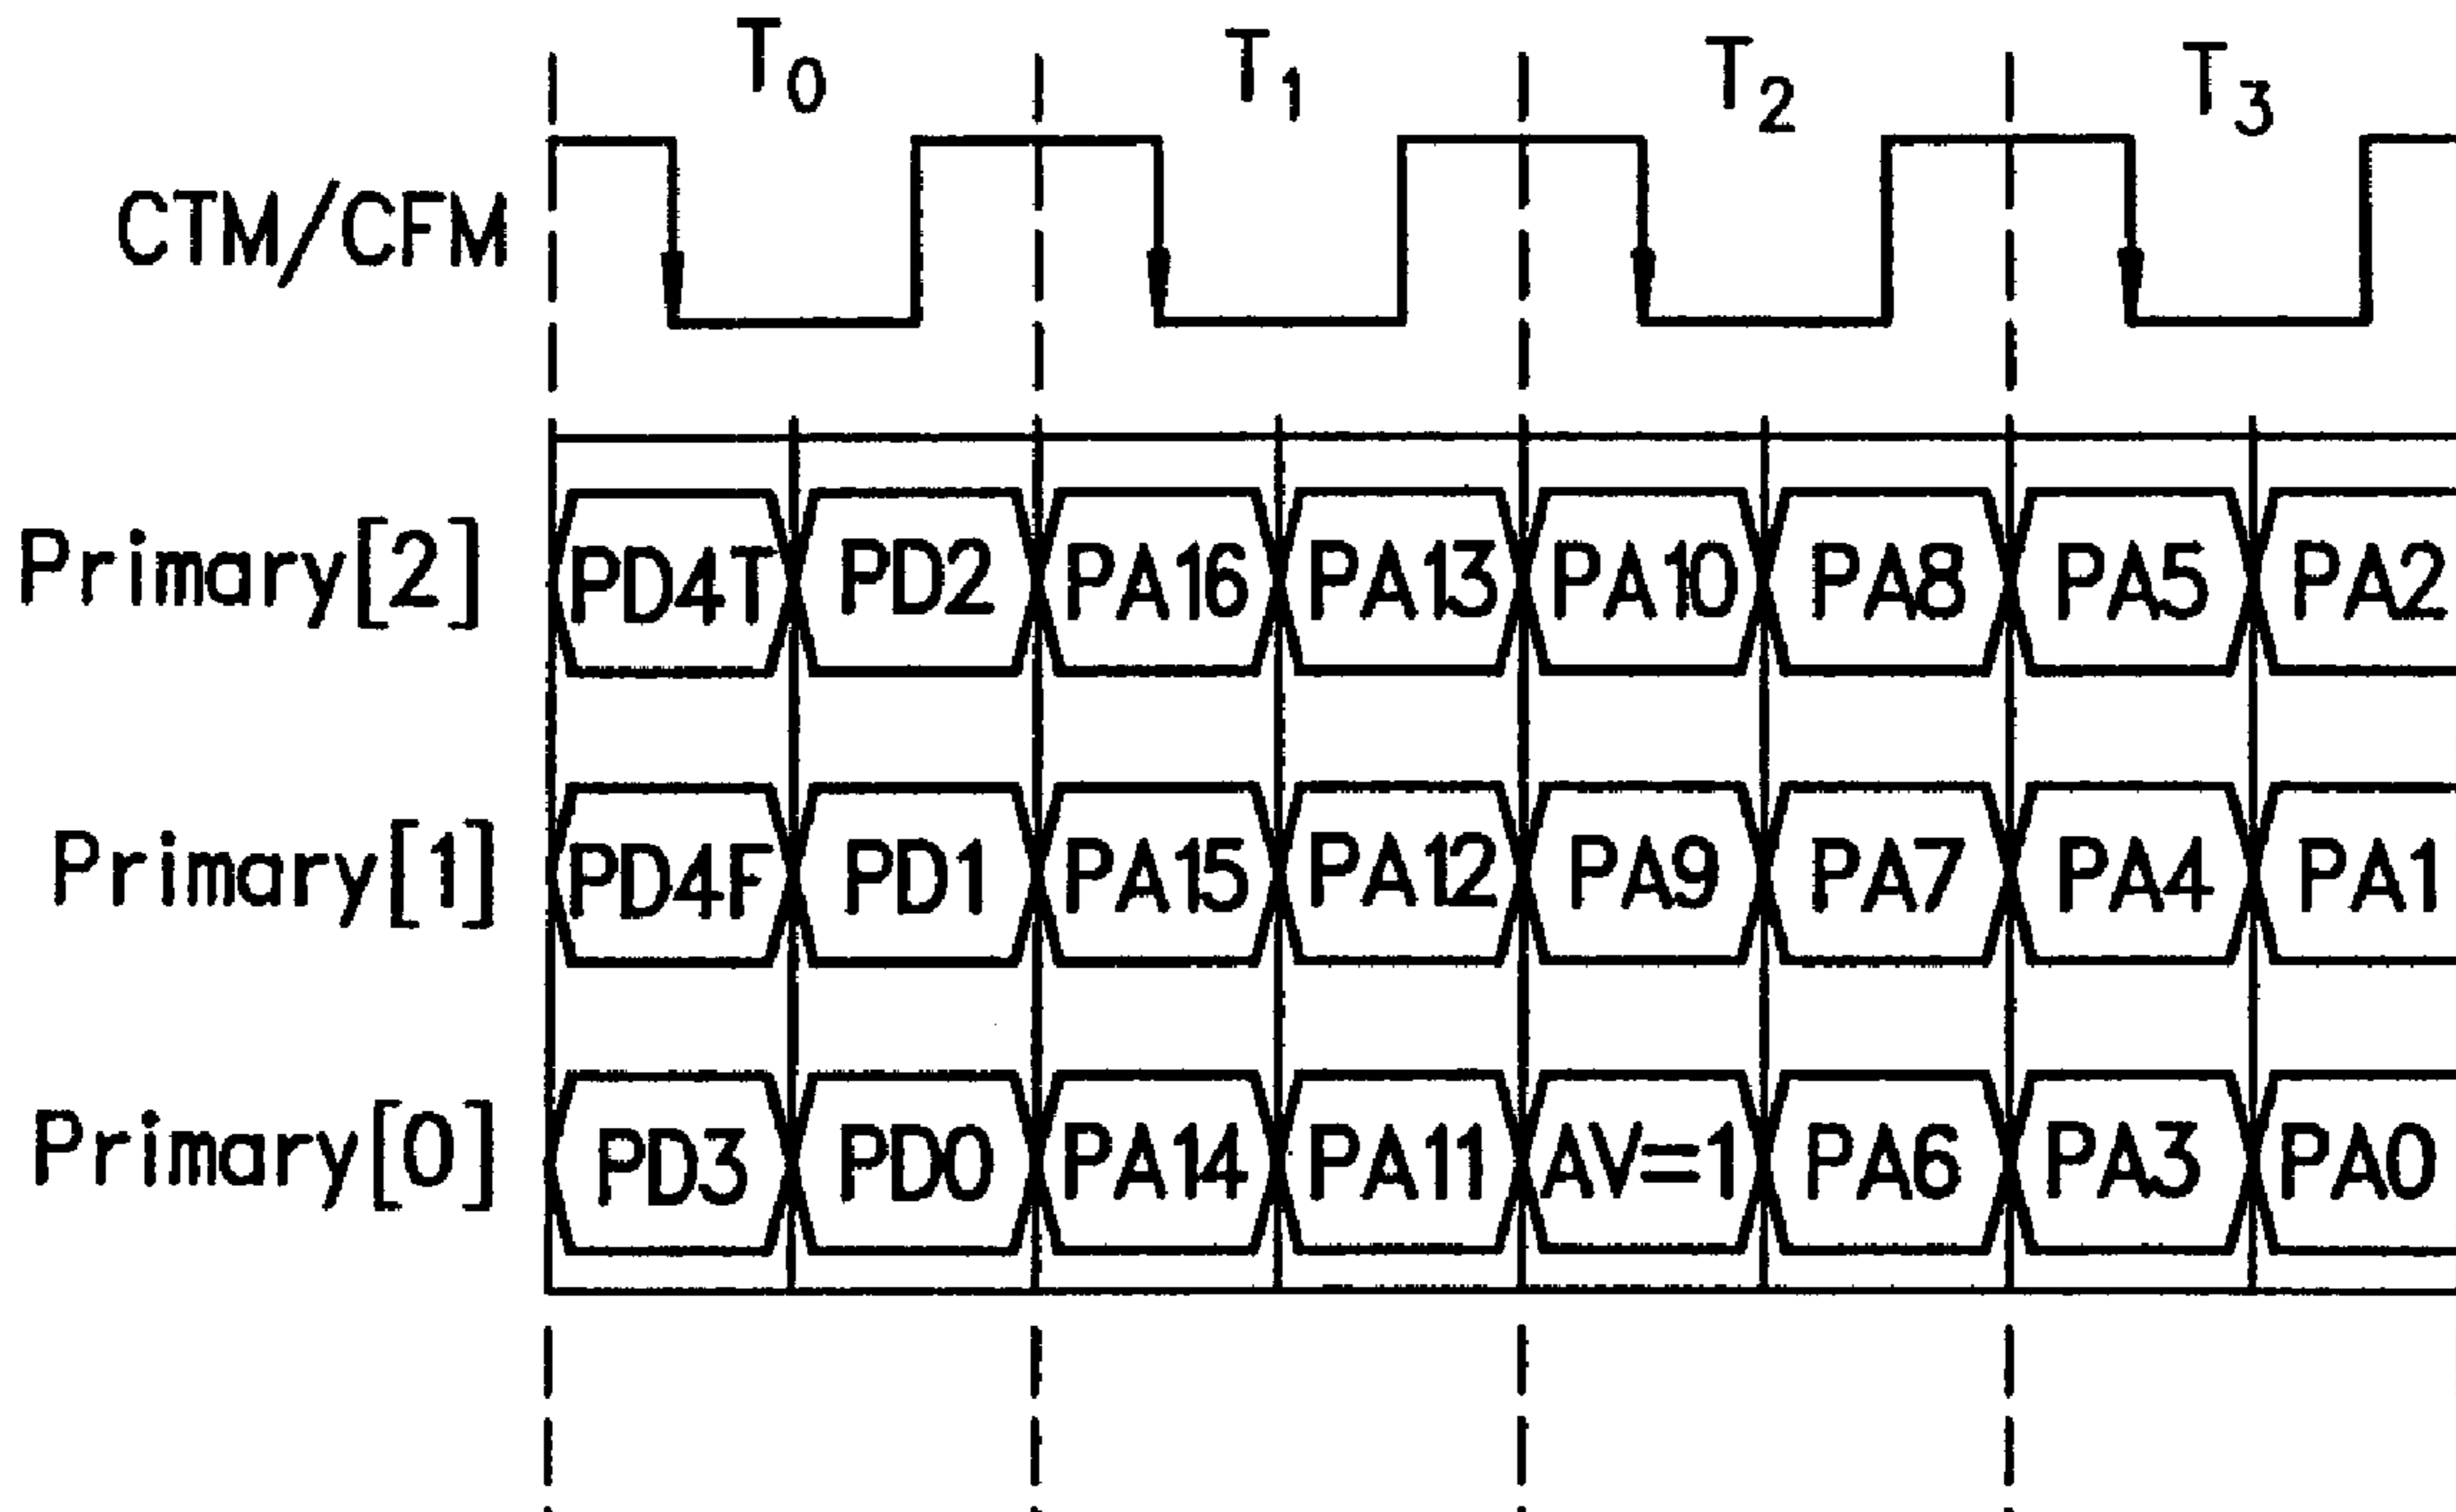 T0 T1 T2 T3
CTM/CFM
Primary[2] PD4T PD2 PA16 PA13 PA10 PA8 PA5 PA2
Primary[1] PD4F PD1 PA15 PA12 PA9 PA7 PA4 PA1
Primary[0] PD3 PD0 PA14 PA11 AV=1 PA6 PA3 PA0